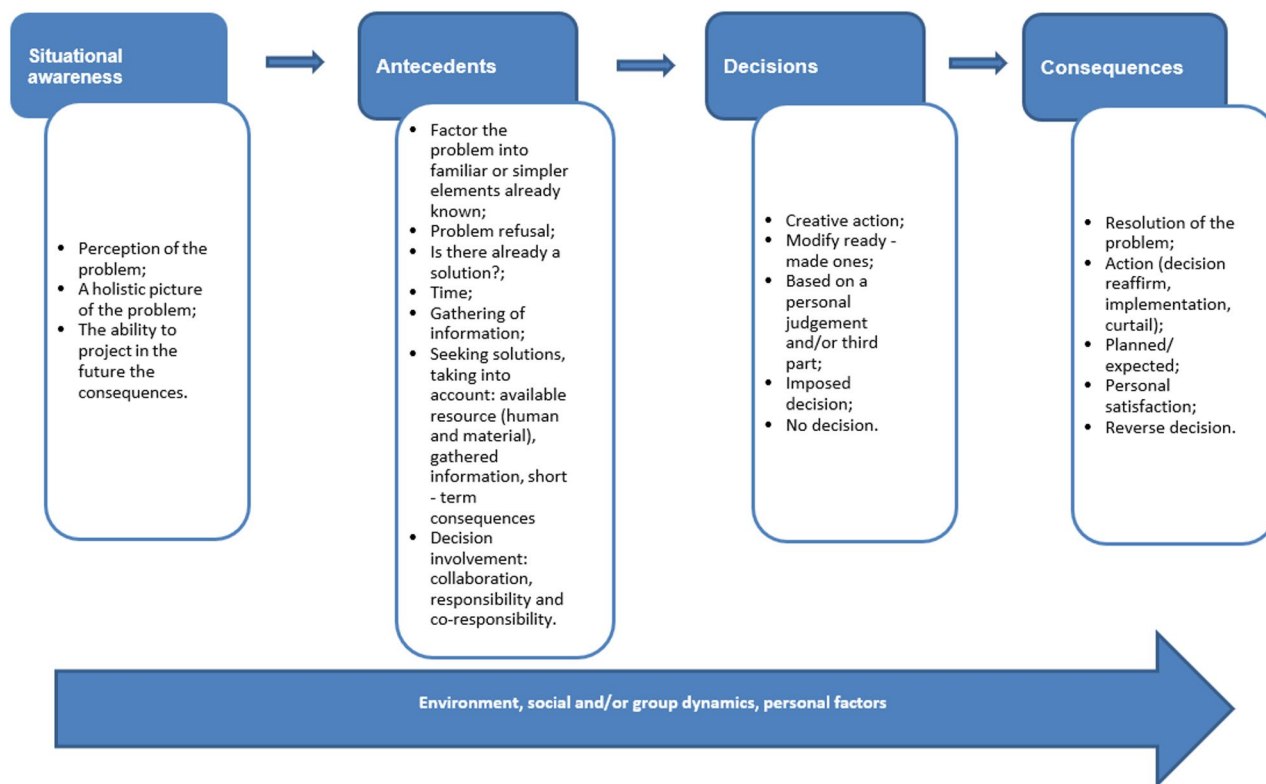 Situational
awareness
• Perception of the
problem;
• A holistic picture
of the problem;
• The ability to
project in the
future the
consequences.
Antecedents
• Factor the
problem into
familiar or simpler
elements already
known;
• Problem refusal;
• Is there already a
solution?;
• Time;
• Gathering of
information;
• Seeking solutions,
taking into
account: available
resource (human
and material),
gathered
information, short
- term
consequences
• Decision
involvement:
collaboration,
responsibility and
co-responsibility.
Decisions
• Creative action;
• Modify ready -
made ones;
• Based on a
personal
judgement
and/or third
part;
• Imposed
decision;
• No decision.
Consequences
• Resolution of the
problem;
• Action (decision
reaffirm,
implementation,
curtail);
• Planned/
expected;
• Personal
satisfaction;
• Reverse decision.
Environment, social and/or group dynamics, personal factors